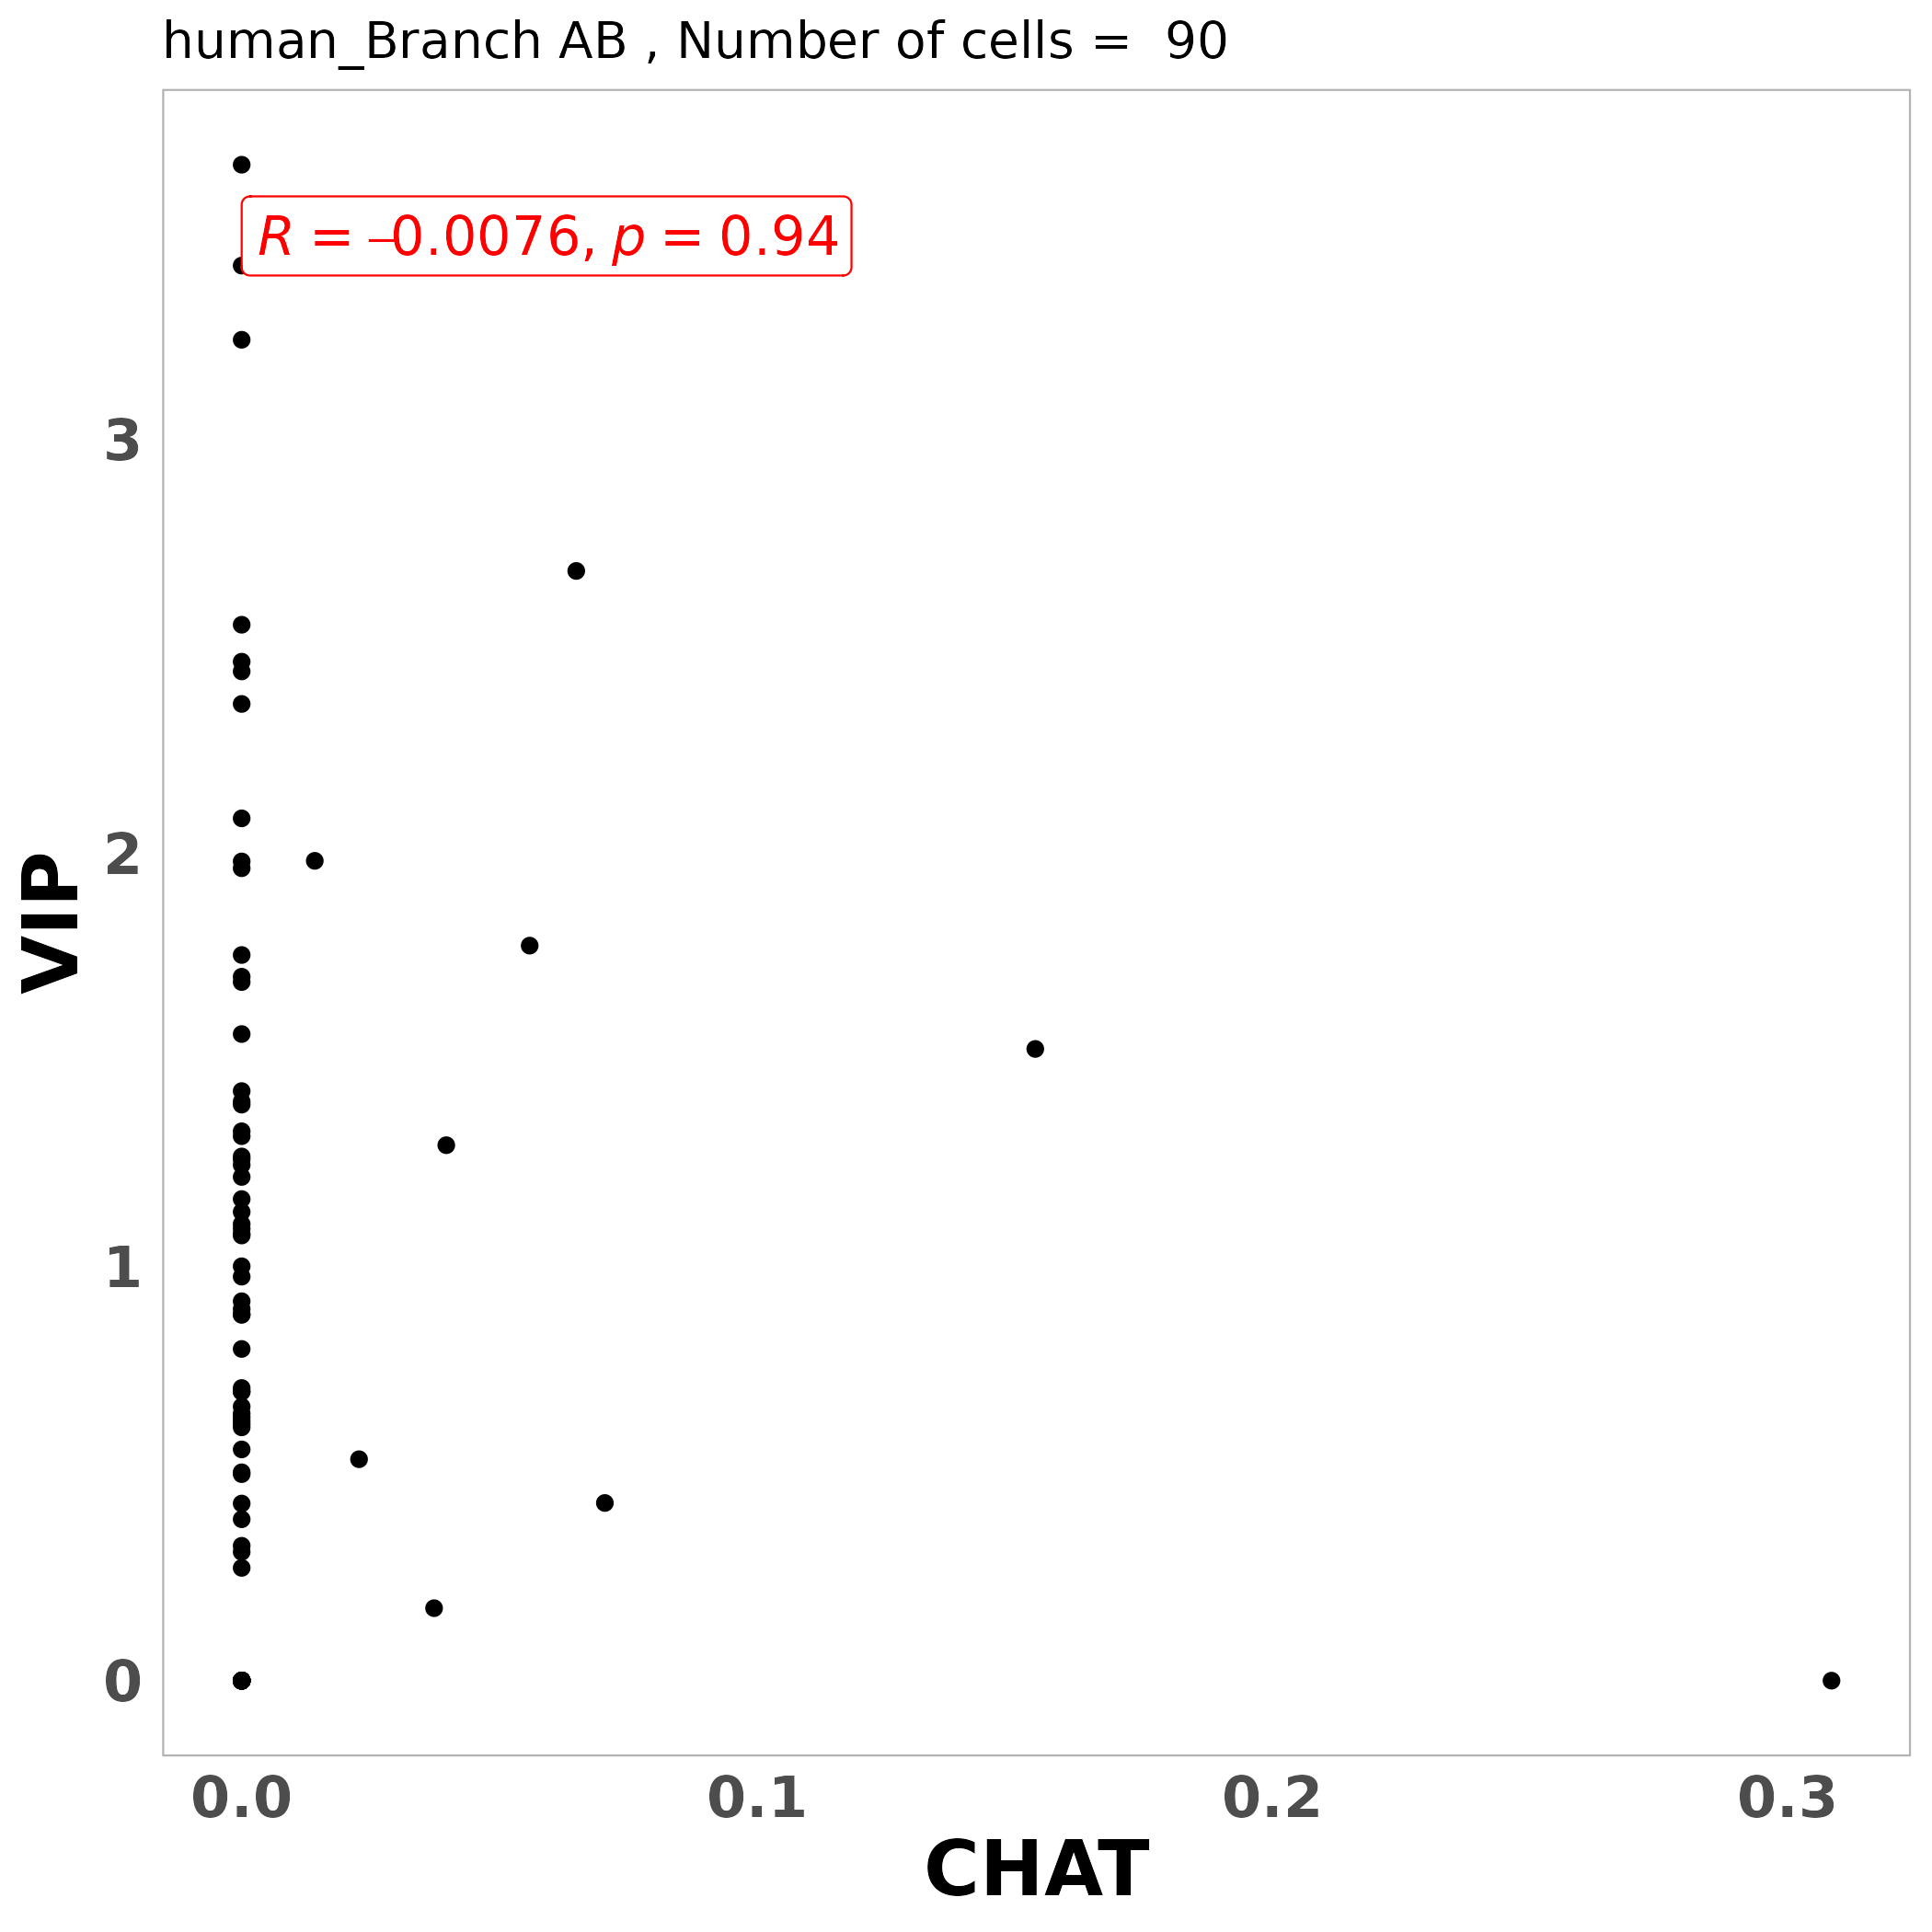 human_Branch AB , Number of cells =  90
R = –0.0076, p = 0.94
3
2
1
0
VIP
0.0 0.1 0.2 0.3
CHAT